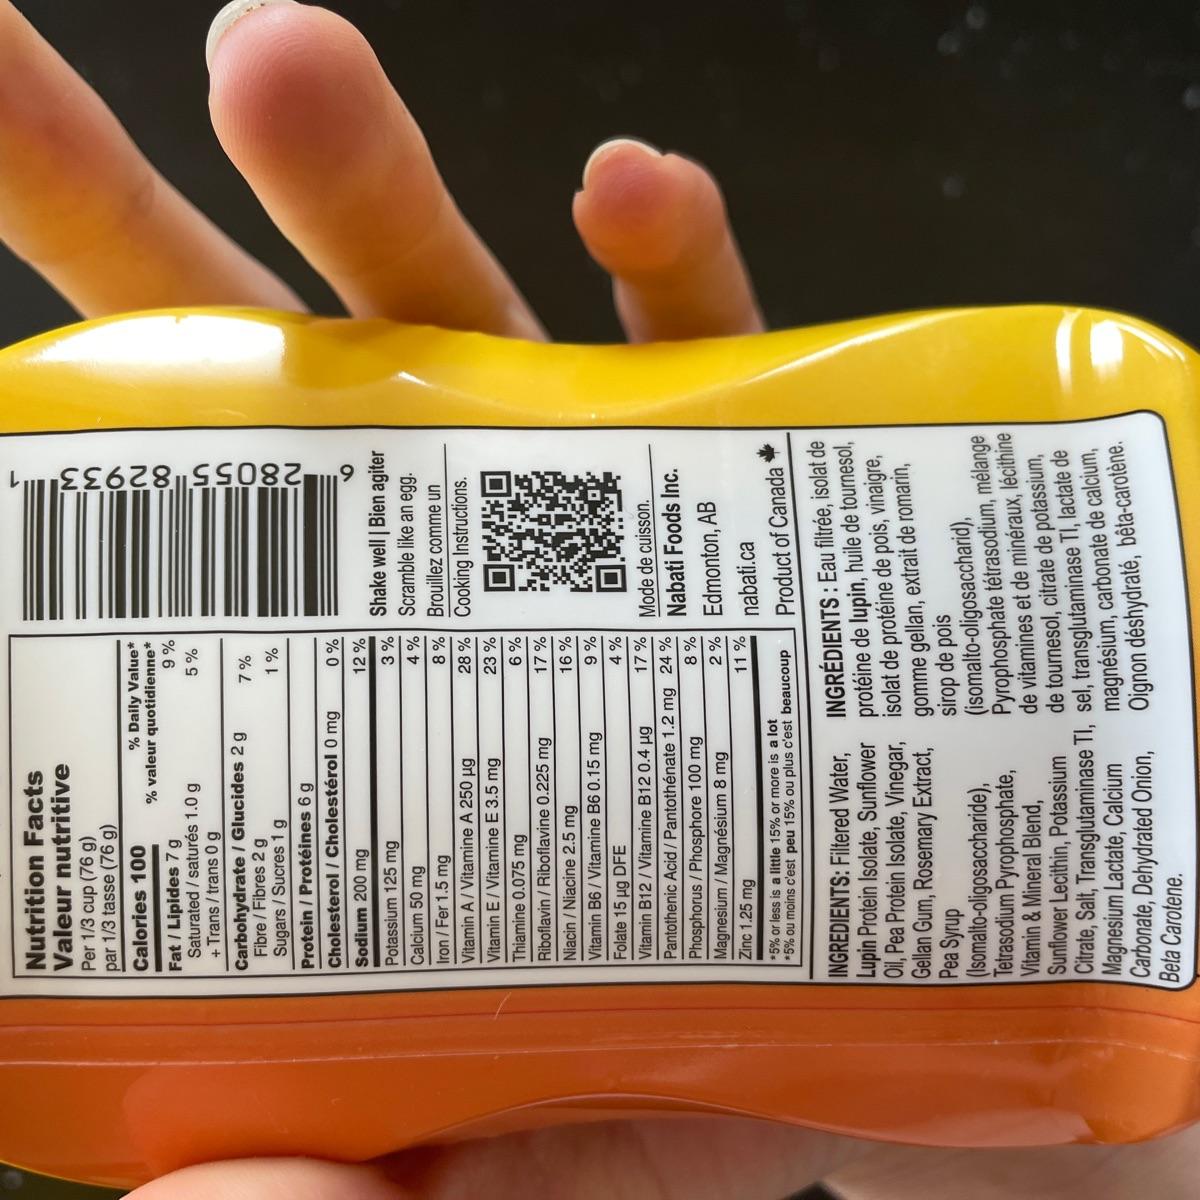 Nutrition Facts
Valeur nutritive
Per 1/3 cup (76 g)
par 1/3 tasse (76 g)
Calories 100
% Daily Value*
% valeur quotidienne*
Fat / Lipides 7 g 9 %
Saturated / saturés 1.0 g 5 %
+ Trans / trans 0 g
Carbohydrate / Glucides 2 g
Fibre / Fibres 2 g 7 %
Sugars / Sucres 1 g 1 %
Protein / Protéines 6 g
Cholesterol / Cholestérol 0 mg 0 %
Sodium 200 mg 12 %
Potassium 125 mg 3 %
Calcium 50 mg 4 %
Iron / Fer 1.5 mg 8 %
Vitamin A / Vitamine A 250 µg 28 %
Vitamin E / Vitamine E 3.5 mg 23 %
Thiamine 0.075 mg 6 %
Riboflavin / Riboflavine 0.225 mg 17 %
Niacin / Niacine 2.5 mg 16 %
Vitamin B6 / Vitamine B6 0.15 mg 9 %
Folate 15 µg DFE 4 %
Vitamin B12 / Vitamine B12 0.4 µg 17 %
Pantothenic Acid / Pantothénate 1.2 mg 24 %
Phosphorus / Phosphore 100 mg 8 %
Magnesium / Magnésium 8 mg 2 %
Zinc 1.25 mg 11 %
*5% or less is a little 15% or more is a lot
*5% ou moins c'est peu 15% ou plus c'est beaucoup
6 28055 82933 1
Shake well | Bien agiter
Scramble like an egg.
Brouillez comme un
Cooking Instructions.
Mode de cuisson.
Nabati Foods Inc.
Edmonton, AB
nabati.ca
Product of Canada
INGREDIENTS: Filtered Water,
Lupin Protein Isolate, Sunflower
Oil, Pea Protein Isolate, Vinegar,
Gellan Gum, Rosemary Extract,
Pea Syrup
(Isomalto-oligosaccharide),
Tetrasodium Pyrophosphate,
Vitamin & Mineral Blend,
Sunflower Lecithin, Potassium
Citrate, Salt, Transglutaminase TI,
Magnesium Lactate, Calcium
Carbonate, Dehydrated Onion,
Beta Carotene.
INGRÉDIENTS : Eau filtrée, isolat de
protéine de lupin, huile de tournesol,
isolat de protéine de pois, vinaigre,
gomme gellan, extrait de romarin,
sirop de pois
(isomalto-oligosaccharid),
Pyrophosphate tétrasodium, mélange
de vitamines et de minéraux, lécithine
de tournesol, citrate de potassium,
sel, transglutaminase TI, lactate de
magnésium, carbonate de calcium,
Oignon déshydraté, bêta-carotène.